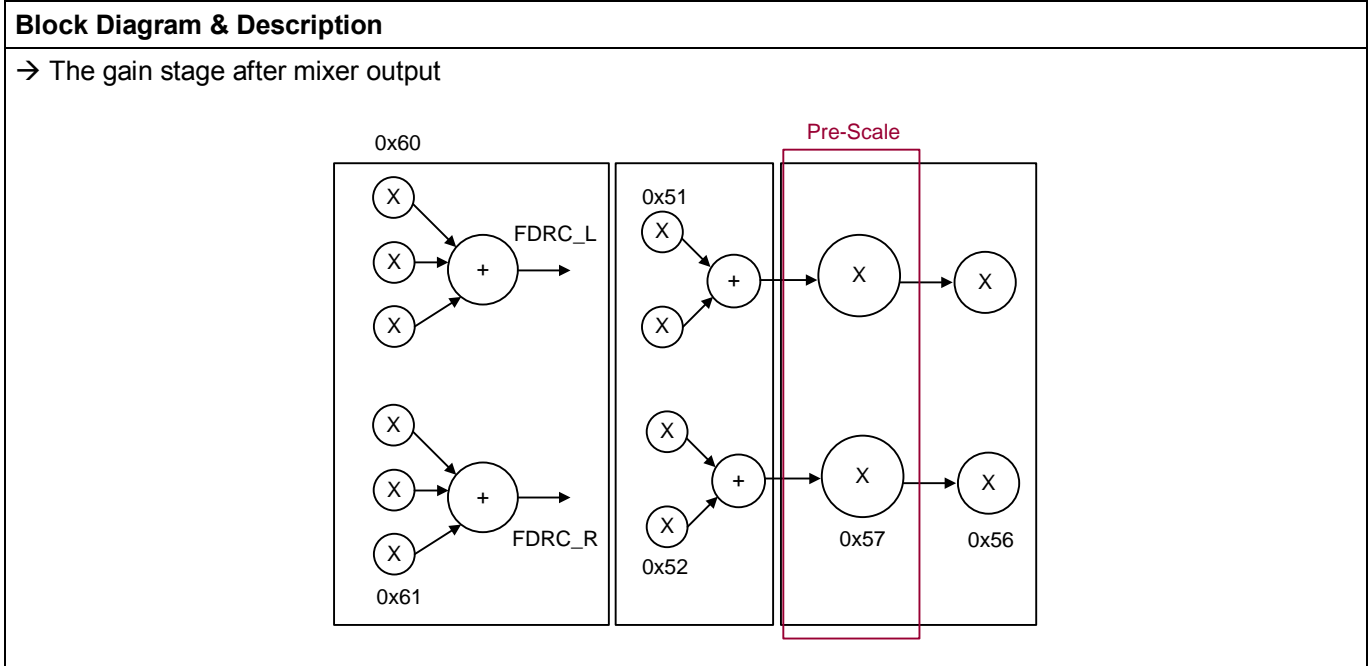 Block Diagram & Description
→ The gain stage after mixer output
Pre-Scale
0x60
X
X
X
+
FDRC_L
0x51
X
X
+
X
X
X
X
X
+
FDRC_R
0x61
X
X
+
0x52
X
0x57
X
0x56